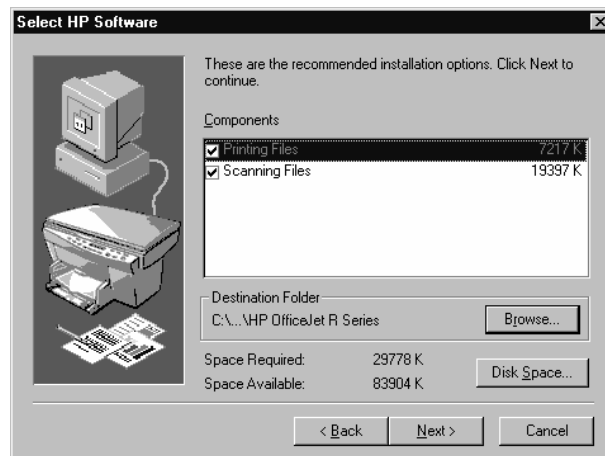 Select HP Software
These are the recommended installation options. Click Next to
continue.
Components
Printing Files 7217 K
Scanning Files 19397 K
Destination Folder
C:\...\HP OfficeJet R Series
Browse...
Space Required: 29778 K
Space Available: 83904 K
Disk Space...
< Back Next > Cancel